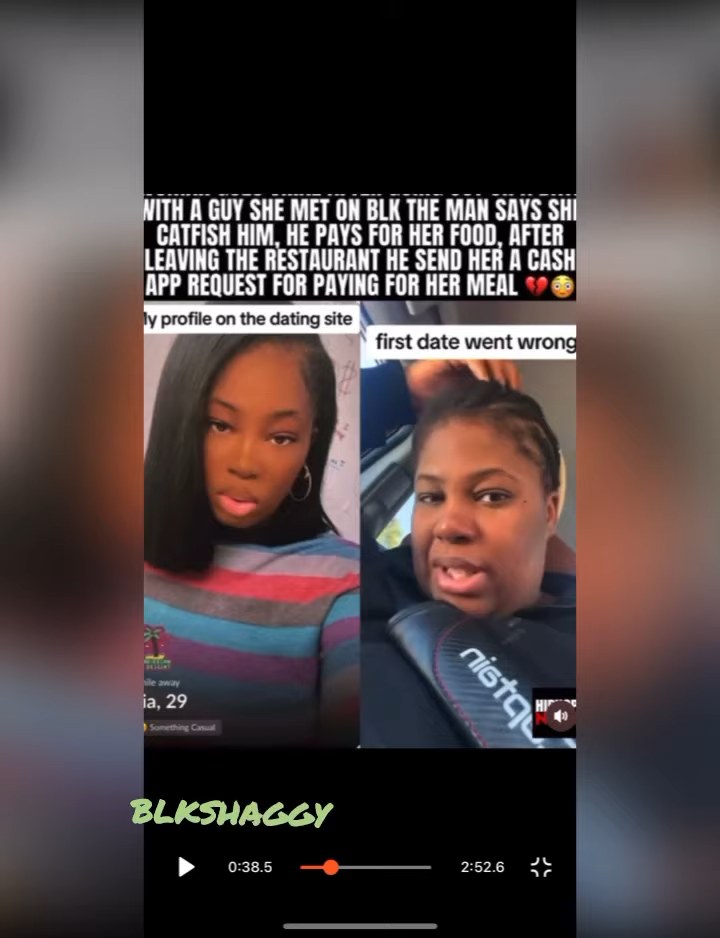 WITH A GUY SHE MET ON BLK THE MAN SAYS SH
CATFISH HIM, HE PAYS FOR HER FOOD, AFTER
LEAVING THE RESTAURANT HE SEND HER A CASH
APP REQUEST FOR PAYING FOR HER MEAL 💔😳
y profile on the dating site
first date went wrong
ile away
ia, 29
Something Casual
BLKSHAGGY
0:38.5
2:52.6